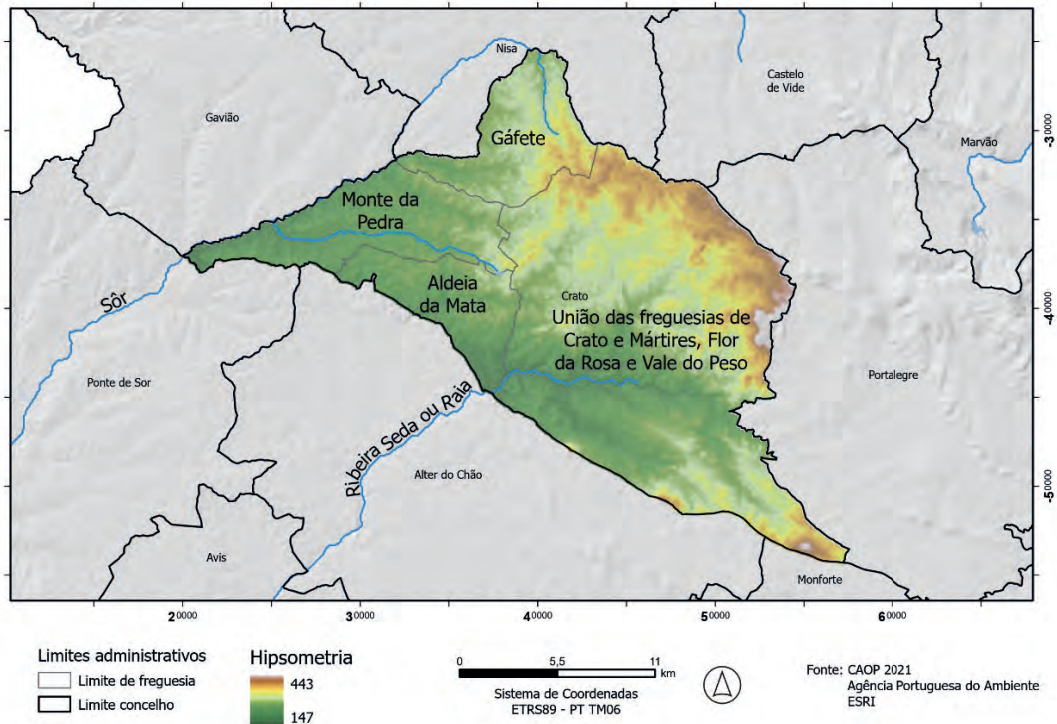 Nisa
Castelo
de Vide
Gavião
Marvão
Gáfete
Monte da
Pedra
Aldeia
da Mata
Crato
União das freguesias de
Crato e Mártires, Flor
da Rosa e Vale do Peso
Sôr
Ponte de Sor
Portalegre
Ribeira Seda ou Raia
Alter do Chão
Avis
Monforte
-30000
-40000
-50000
20000
30000
40000
50000
60000
Limites administrativos
Limite de freguesia
Limite concelho
Hipsometria
443
147
0 5,5 11
km
Sistema de Coordenadas
ETRS89 - PT TM06
Fonte: CAOP 2021
Agência Portuguesa do Ambiente
ESRI